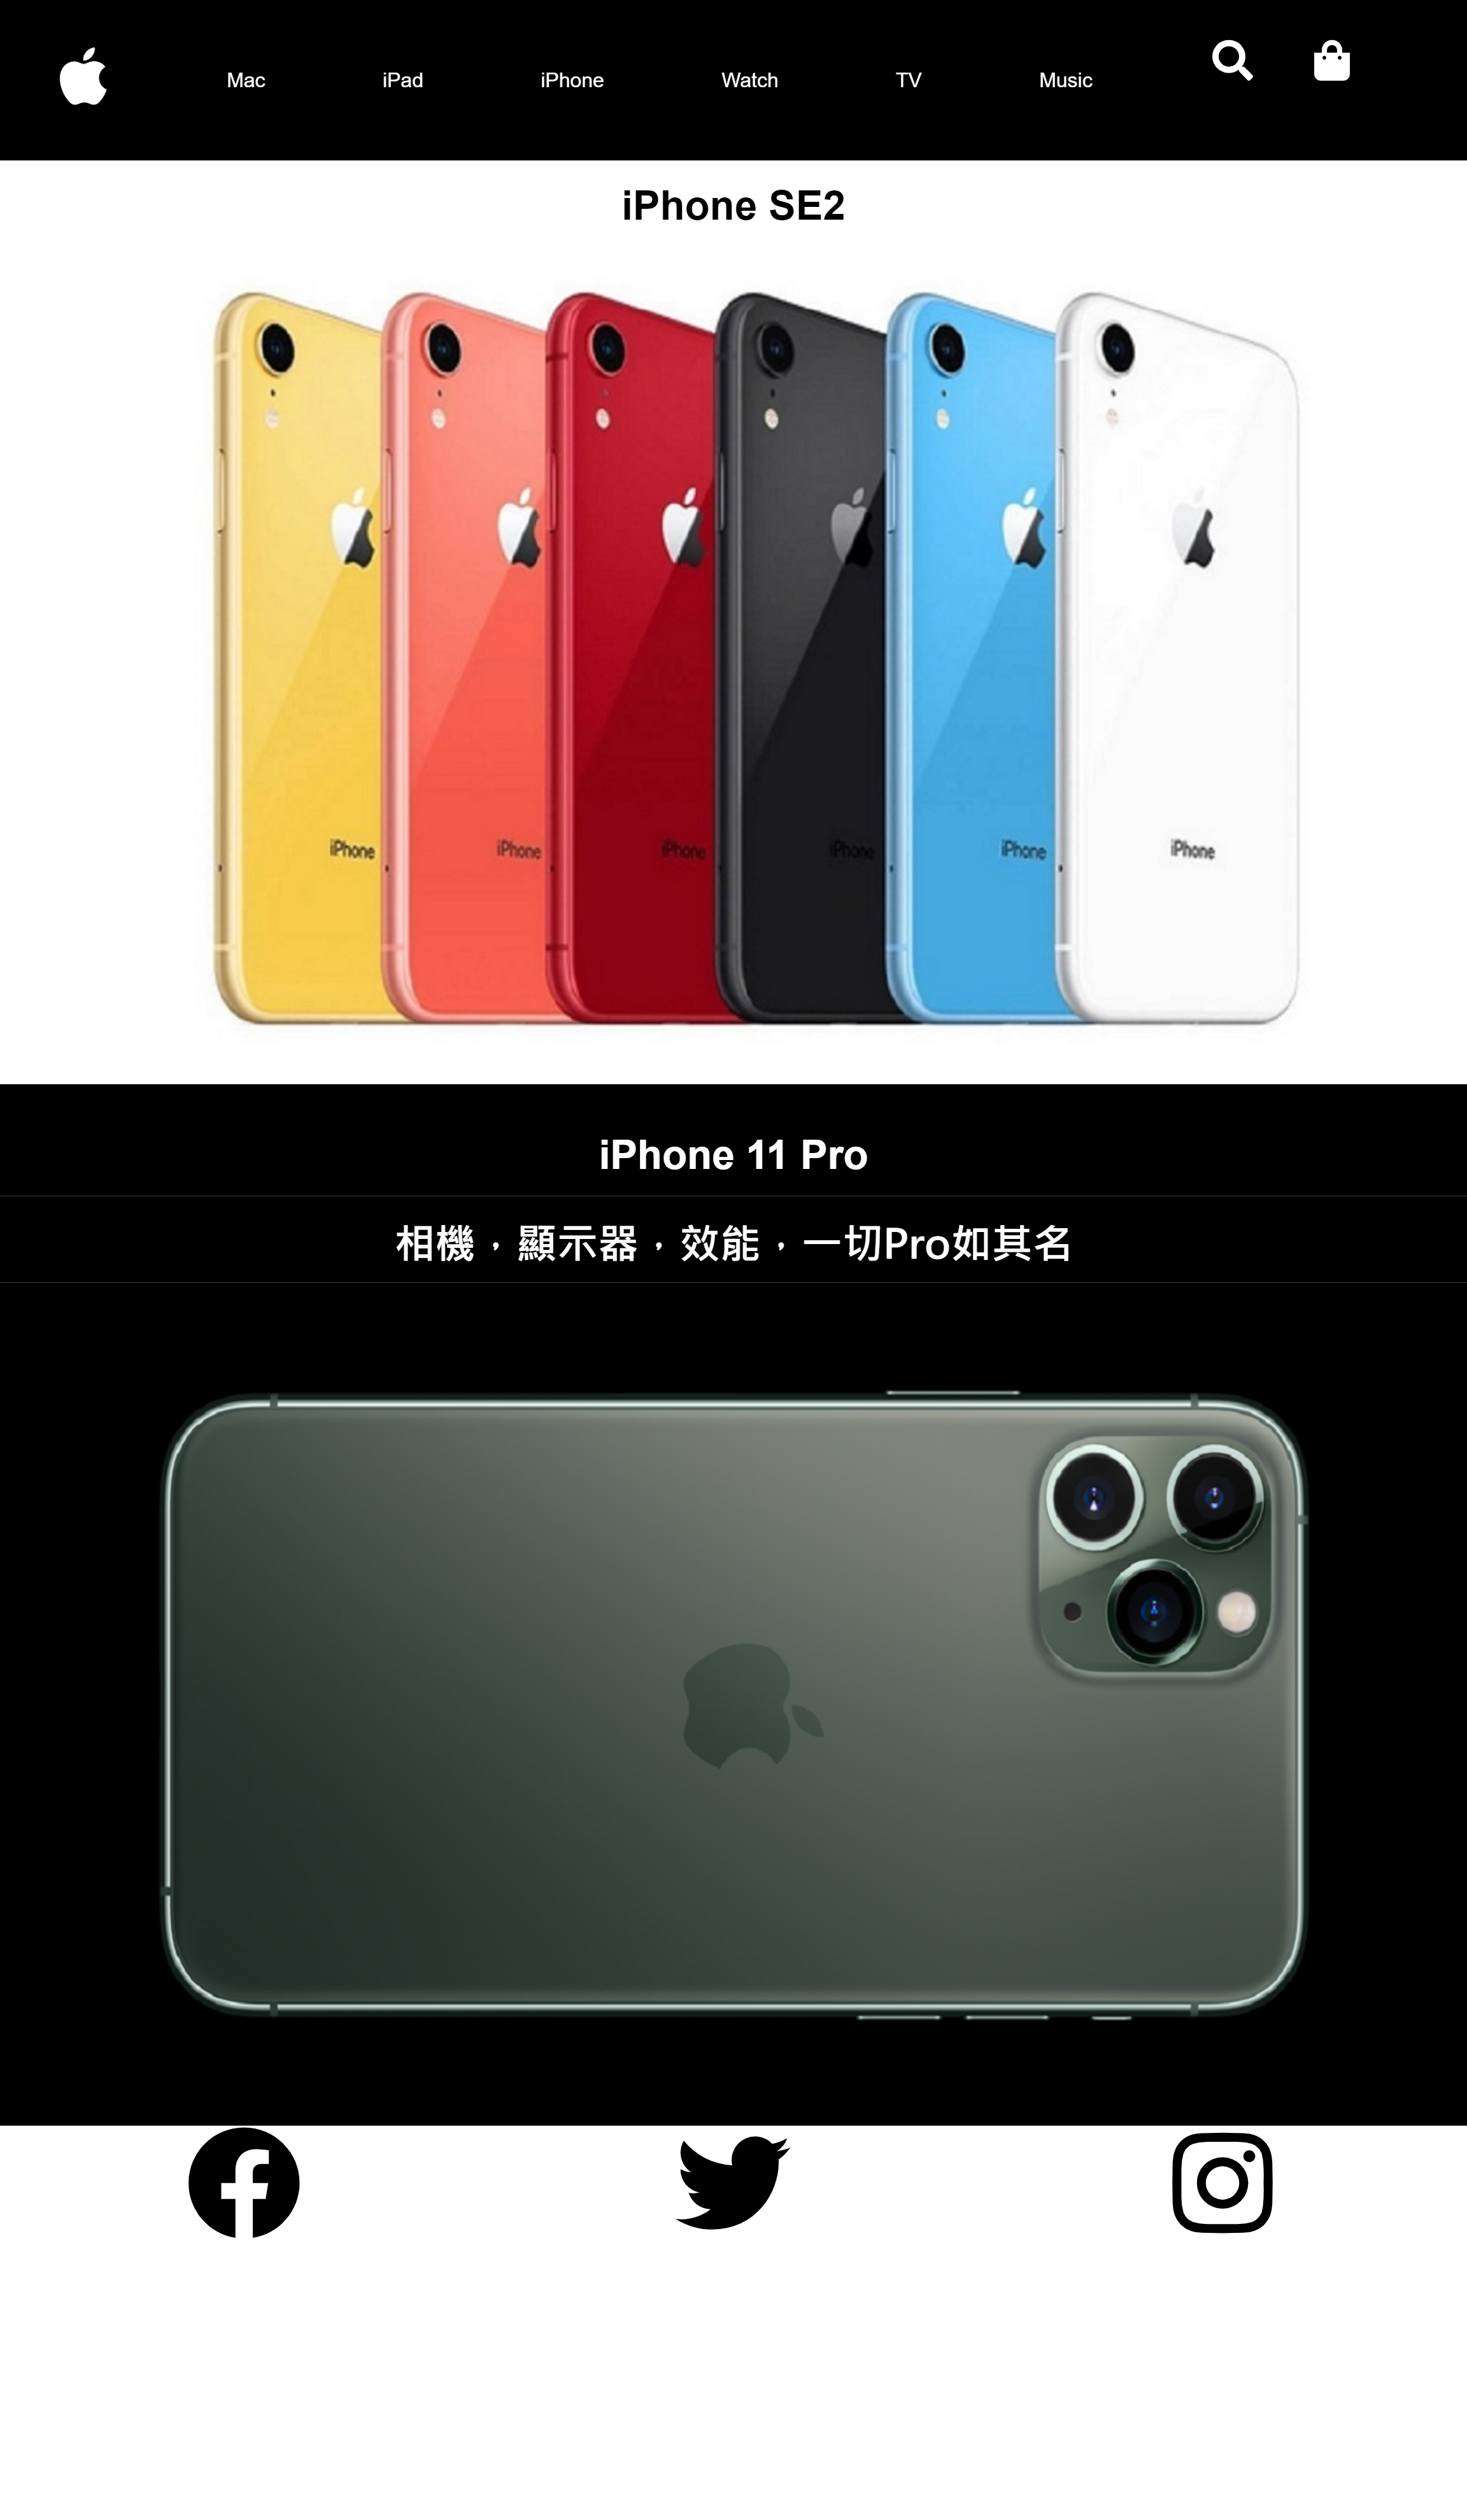 Mac iPad iPhone Watch TV Music
iPhone SE2
iPhone iPhone iPhone iPhone iPhone iPhone
iPhone 11 Pro
相機，顯示器，效能，一切Pro如其名